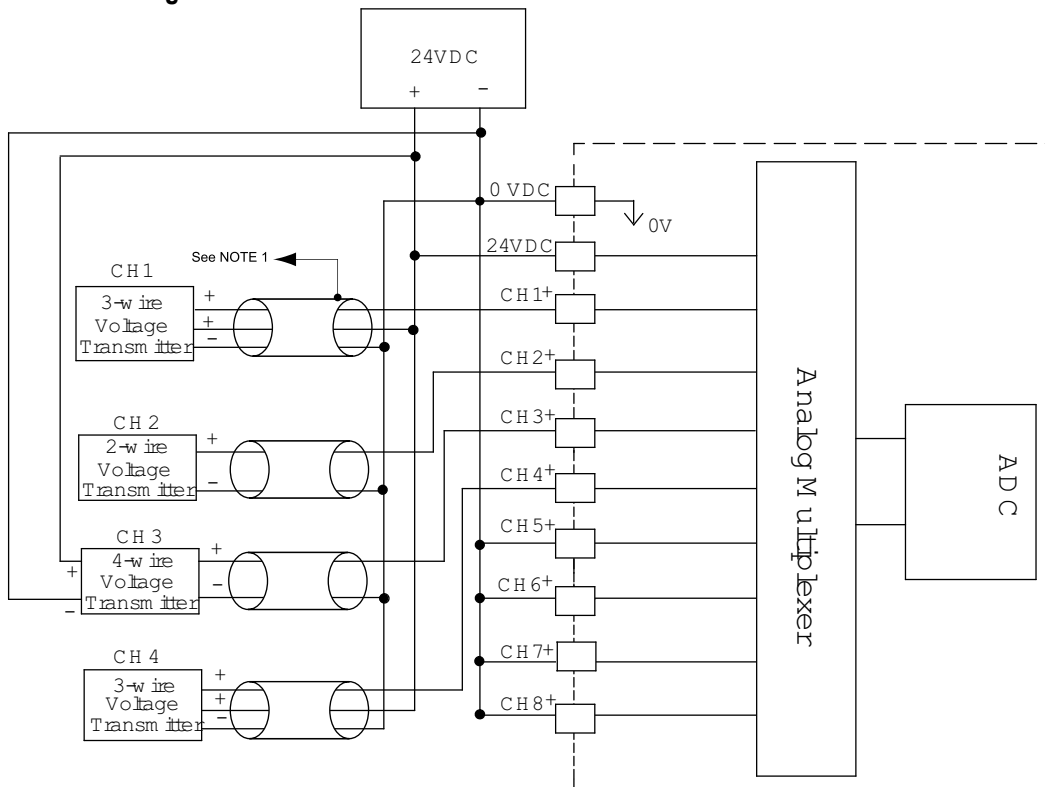 24VDC
+ -
0 VDC
0V
24VDC
See NOTE 1
CH1
3-wire
Voltage
Transmitter
+
+
-
CH1+
CH2+
CH2
2-wire
Voltage
Transmitter
+
-
CH3+
CH4+
CH3
4-wire
Voltage
Transmitter
+
-
+
-
CH5+
CH6+
CH4
3-wire
Voltage
Transmitter
+
+
-
CH7+
CH8+
Analog Multiplexer
ADC